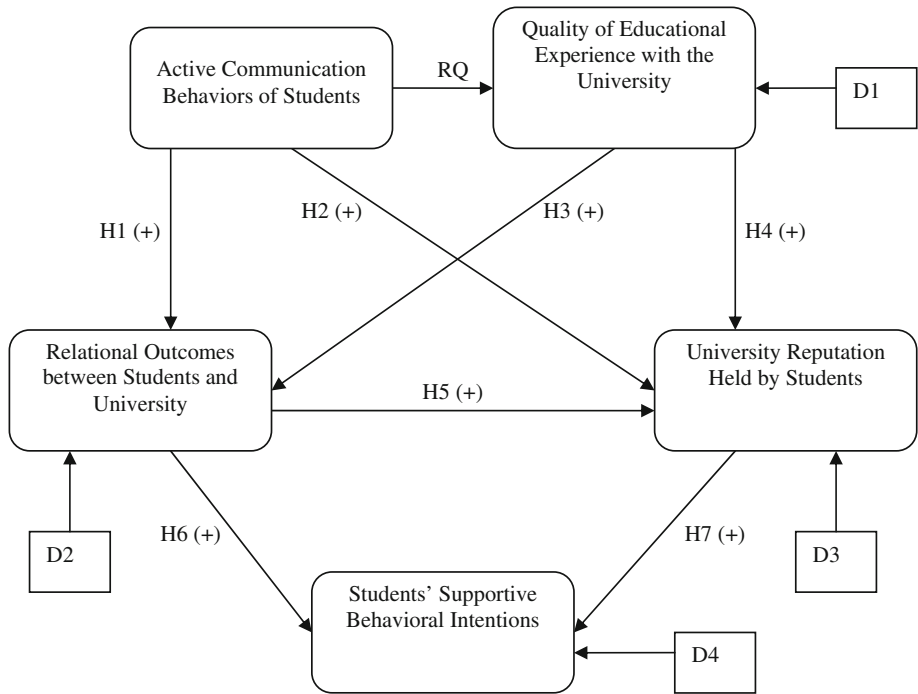 Active Communication
Behaviors of Students
RQ
Quality of Educational
Experience with the
University
D1
H1 (+)
H2 (+)
H3 (+)
H4 (+)
Relational Outcomes
between Students and
University
H5 (+)
University Reputation
Held by Students
D2
H6 (+)
H7 (+)
D3
Students’ Supportive
Behavioral Intentions
D4